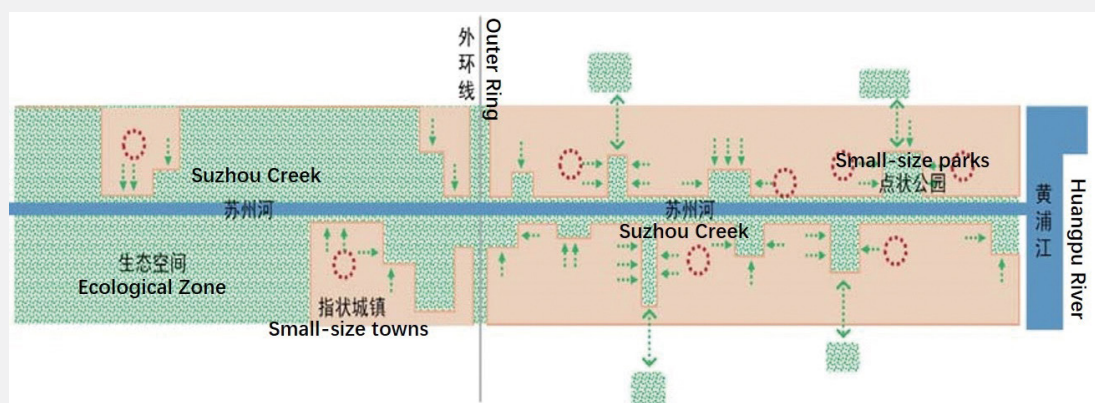 外环线
Outer Ring
Suzhou Creek
苏州河
生态空间
Ecological Zone
指状城镇
Small-size towns
Small-size parks
点状公园
苏州河
Suzhou Creek
黄浦江
Huangpu River